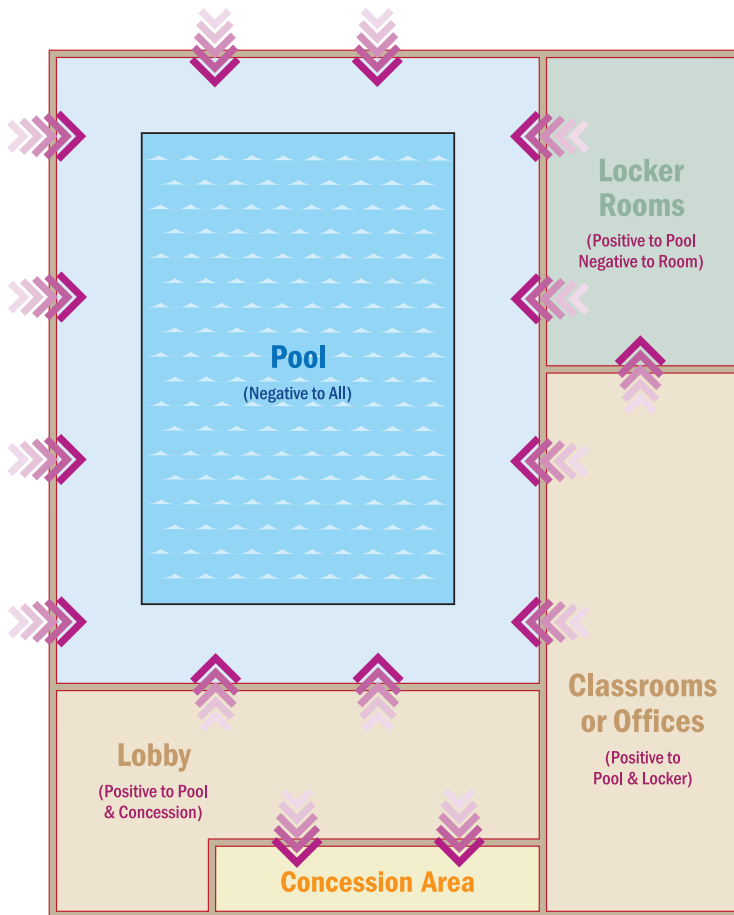 Locker
Rooms
(Positive to Pool
Negative to Room)
Pool
(Negative to All)
Classrooms
or Offices
(Positive to
Pool & Locker)
Lobby
(Positive to Pool
& Concession)
Concession Area